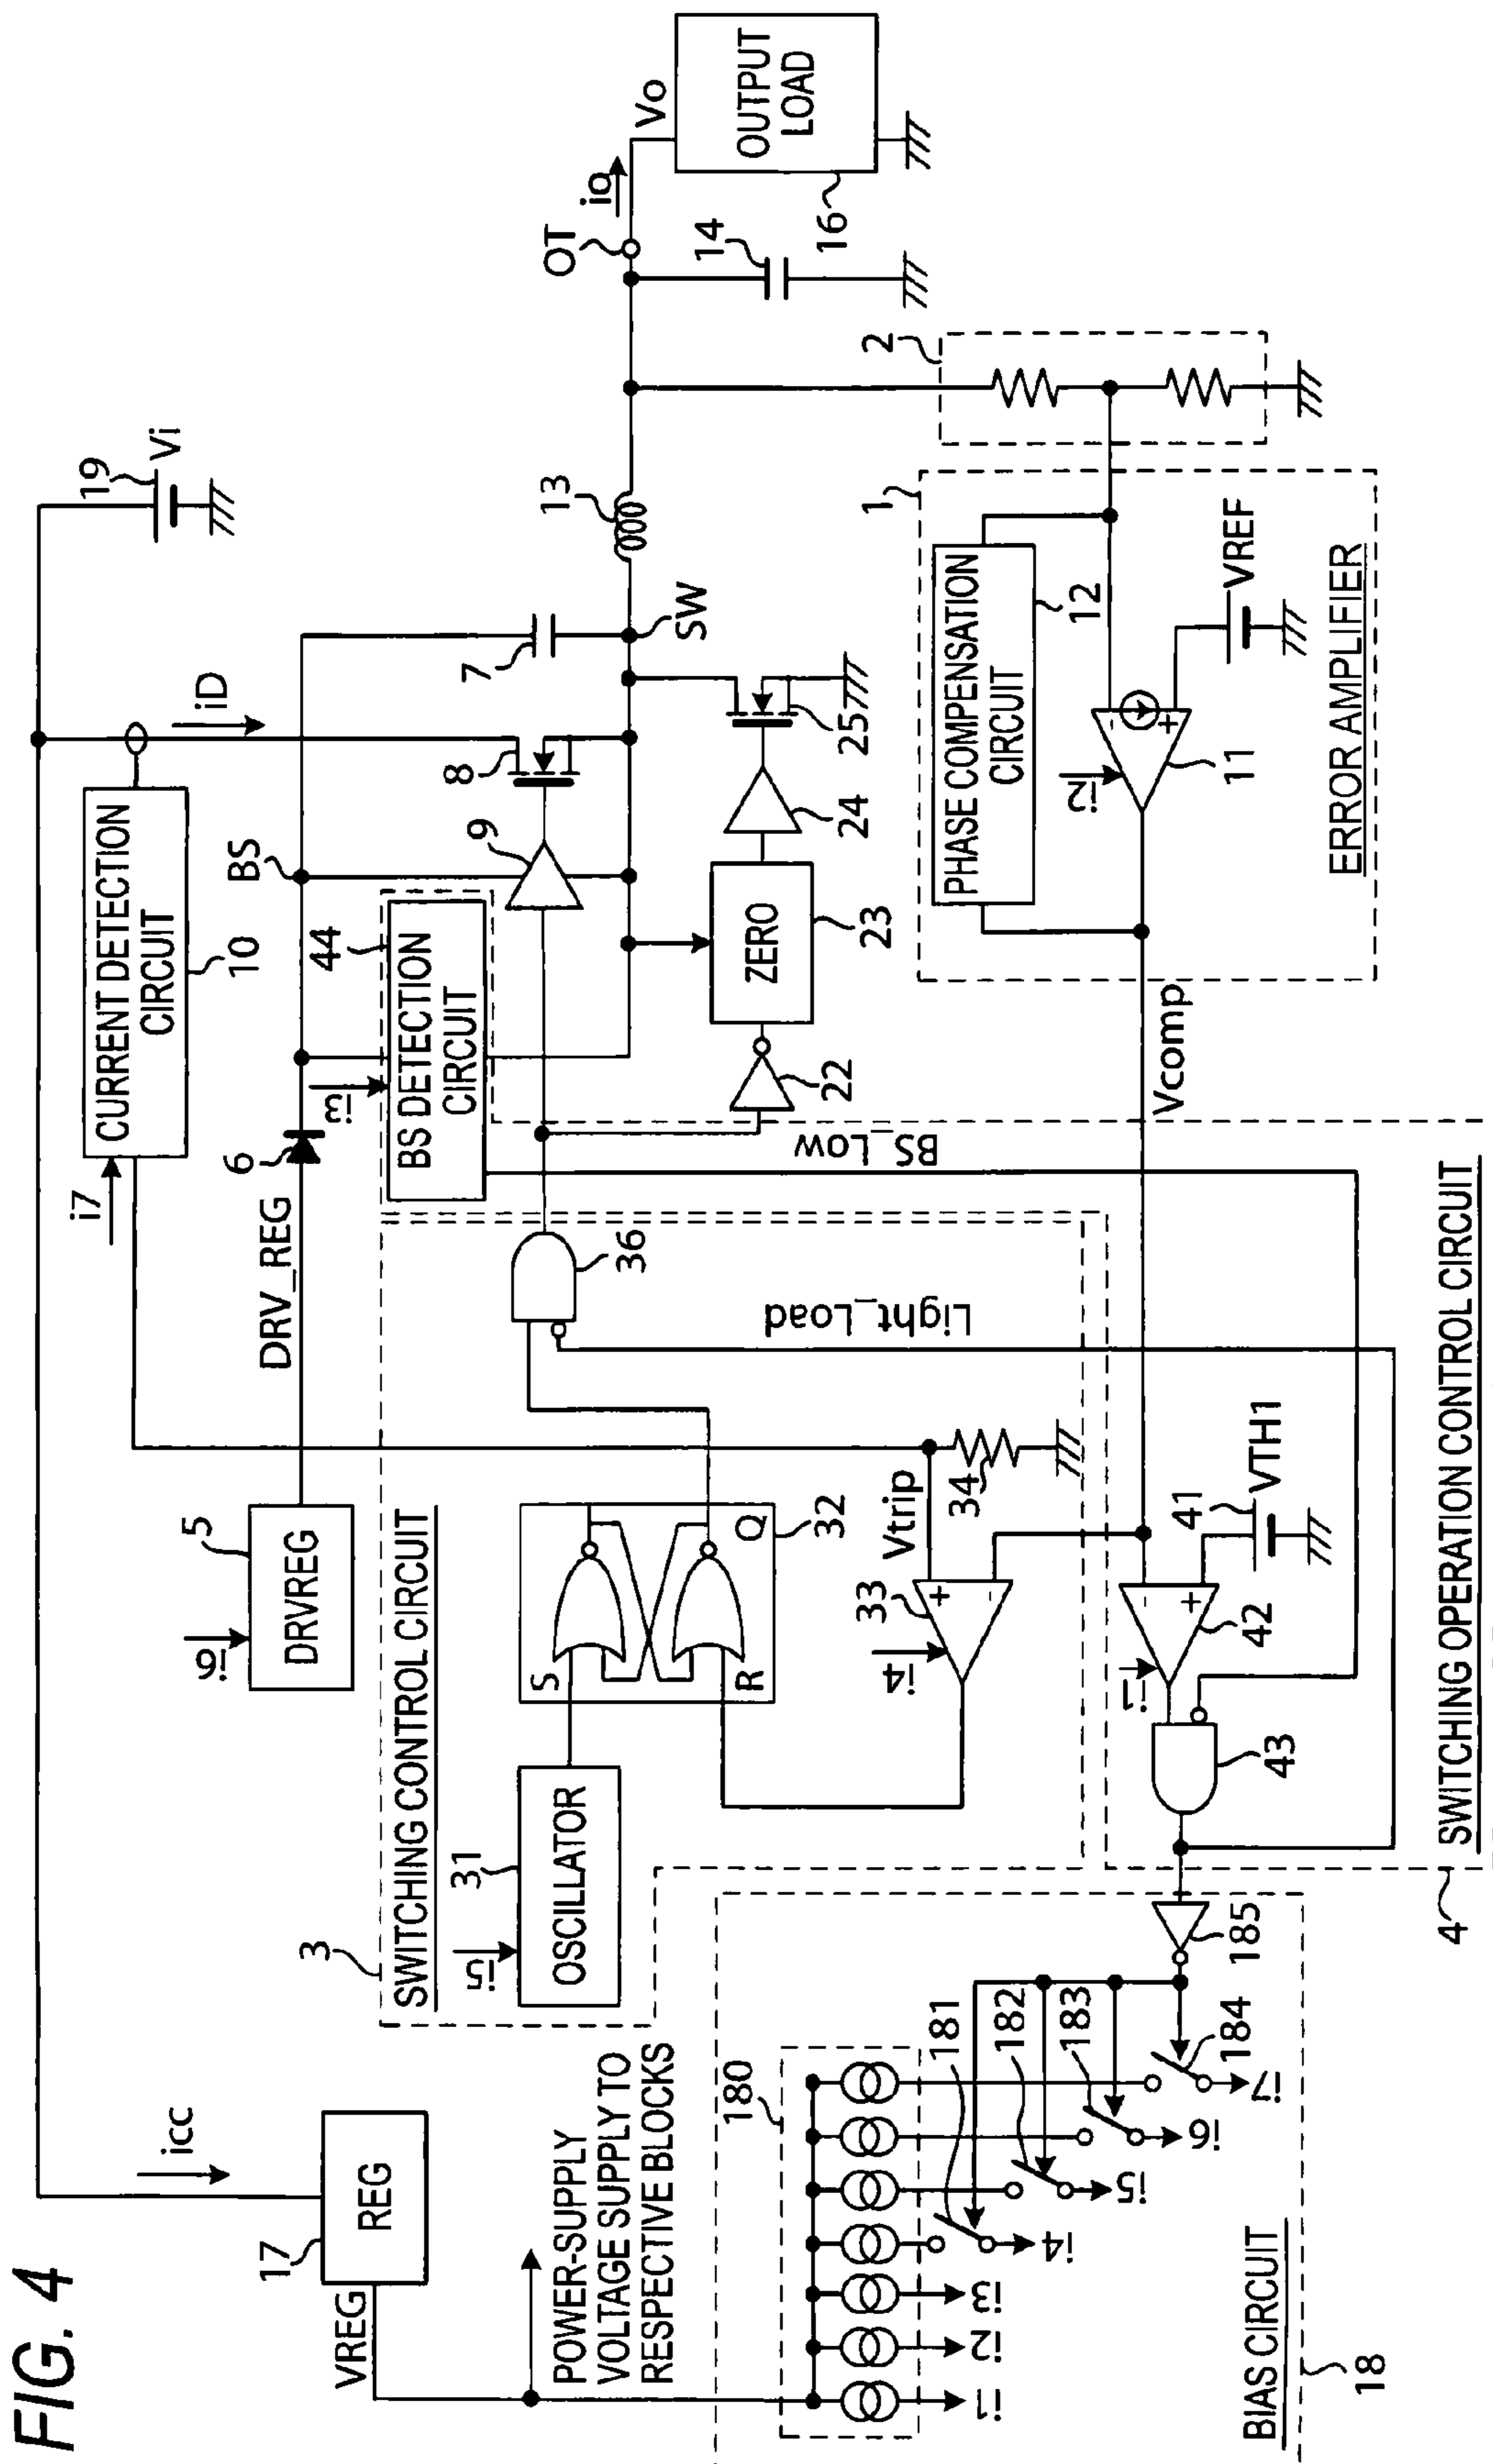 FIG. 4
icc
17
REG
VREG
POWER-SUPPLY
VOLTAGE SUPPLY TO
RESPECTIVE BLOCKS
180
i1
i2
i3
i4
i5
i6
i7
181
182
183
184
185
BIAS CIRCUIT
18
3
SWITCHING CONTROL CIRCUIT
i5
31
OSCILLATOR
S
R
Q
32
i6
5
DRVREG
DRV_REG
6
i7
CURRENT DETECTION
CIRCUIT
10
iD
19
Vi
BS
i3
44
BS DETECTION
CIRCUIT
BS_Low
36
Light_Load
9
8
7
SW
13
22
ZERO
23
24
25
OT
io
Vo
14
OUTPUT
LOAD
16
2
1
PHASE COMPENSATION
CIRCUIT
12
i2
-
+
11
VREF
ERROR AMPLIFIER
Vcomp
Vtrip
34
33
+
-
i4
41
VTH1
-
+
42
i1
43
4
SWITCHING OPERATION CONTROL CIRCUIT